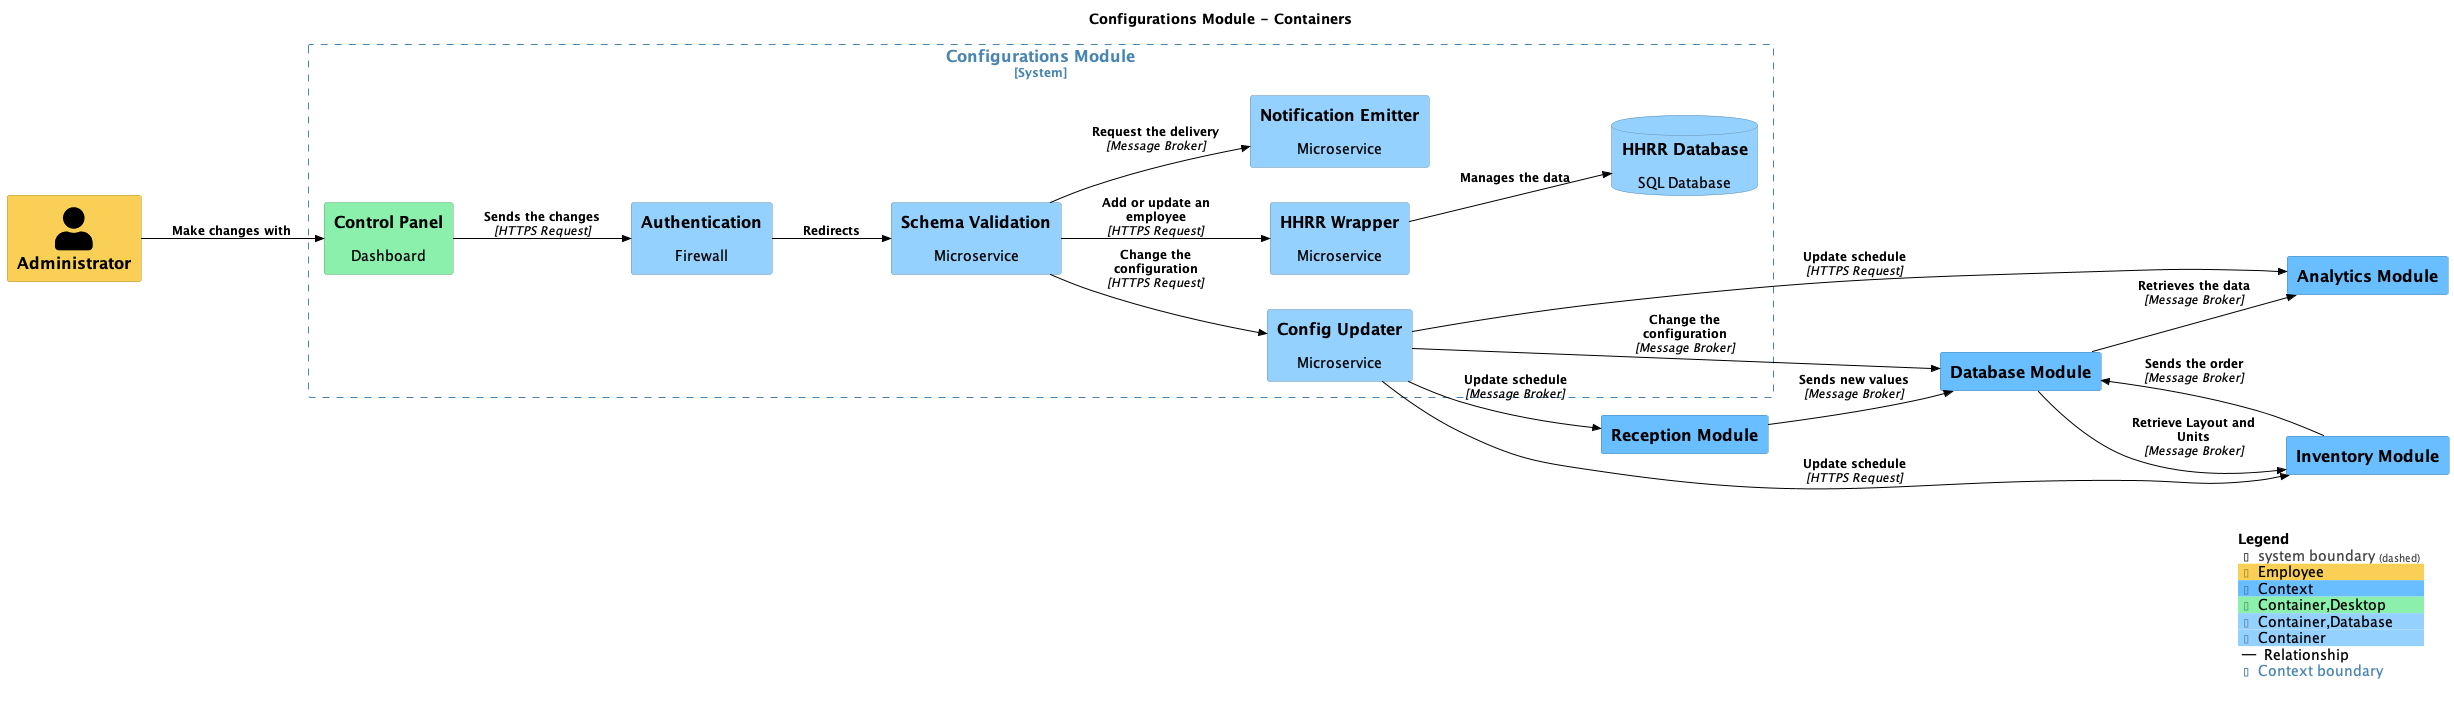 Configurations Module – Containers
Configurations Module
[System]
Administrator
Make changes with
Control Panel
Dashboard
Sends the changes
[HTTPS Request]
Authentication
Firewall
Redirects
Schema Validation
Microservice
Request the delivery
[Message Broker]
Add or update an
employee
[HTTPS Request]
Change the
configuration
[HTTPS Request]
Notification Emitter
Microservice
HHRR Wrapper
Microservice
Config Updater
Microservice
Manages the data
HHRR Database
SQL Database
Update schedule
[HTTPS Request]
Change the
configuration
[Message Broker]
Update schedule
[Message Broker]
Sends new values
[Message Broker]
Reception Module
Update schedule
[HTTPS Request]
Database Module
Retrieves the data
[Message Broker]
Sends the order
[Message Broker]
Retrieve Layout and
Units
[Message Broker]
Analytics Module
Inventory Module
Legend
system boundary (dashed)
Employee
Context
Container,Desktop
Container,Database
Container
Relationship
Context boundary